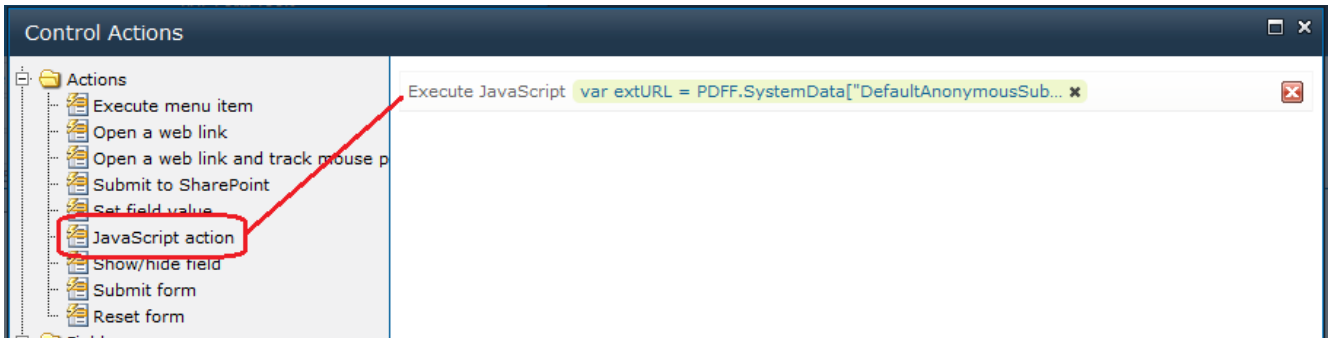 Control Actions
Actions
Execute menu item
Open a web link
Open a web link and track mouse p
Submit to SharePoint
Set field value
JavaScript action
Show/hide field
Submit form
Reset form
Execute JavaScript var extURL = PDFF.SystemData["DefaultAnonymousSub...